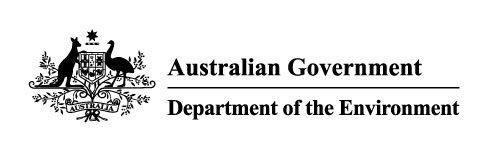 Australian Government
Department of the Environment
AUSTRALIA